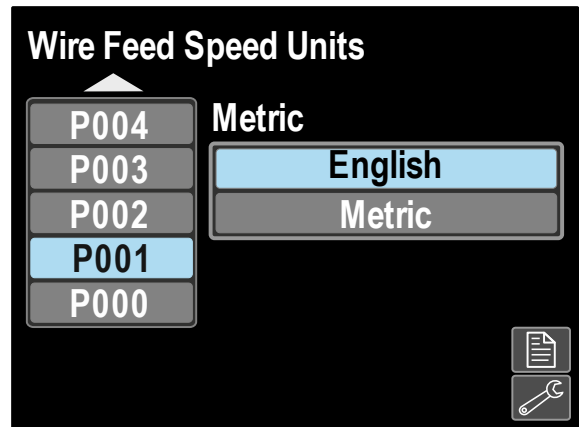 Wire Feed Speed Units
P004
P003
P002
P001
P000
Metric
English
Metric